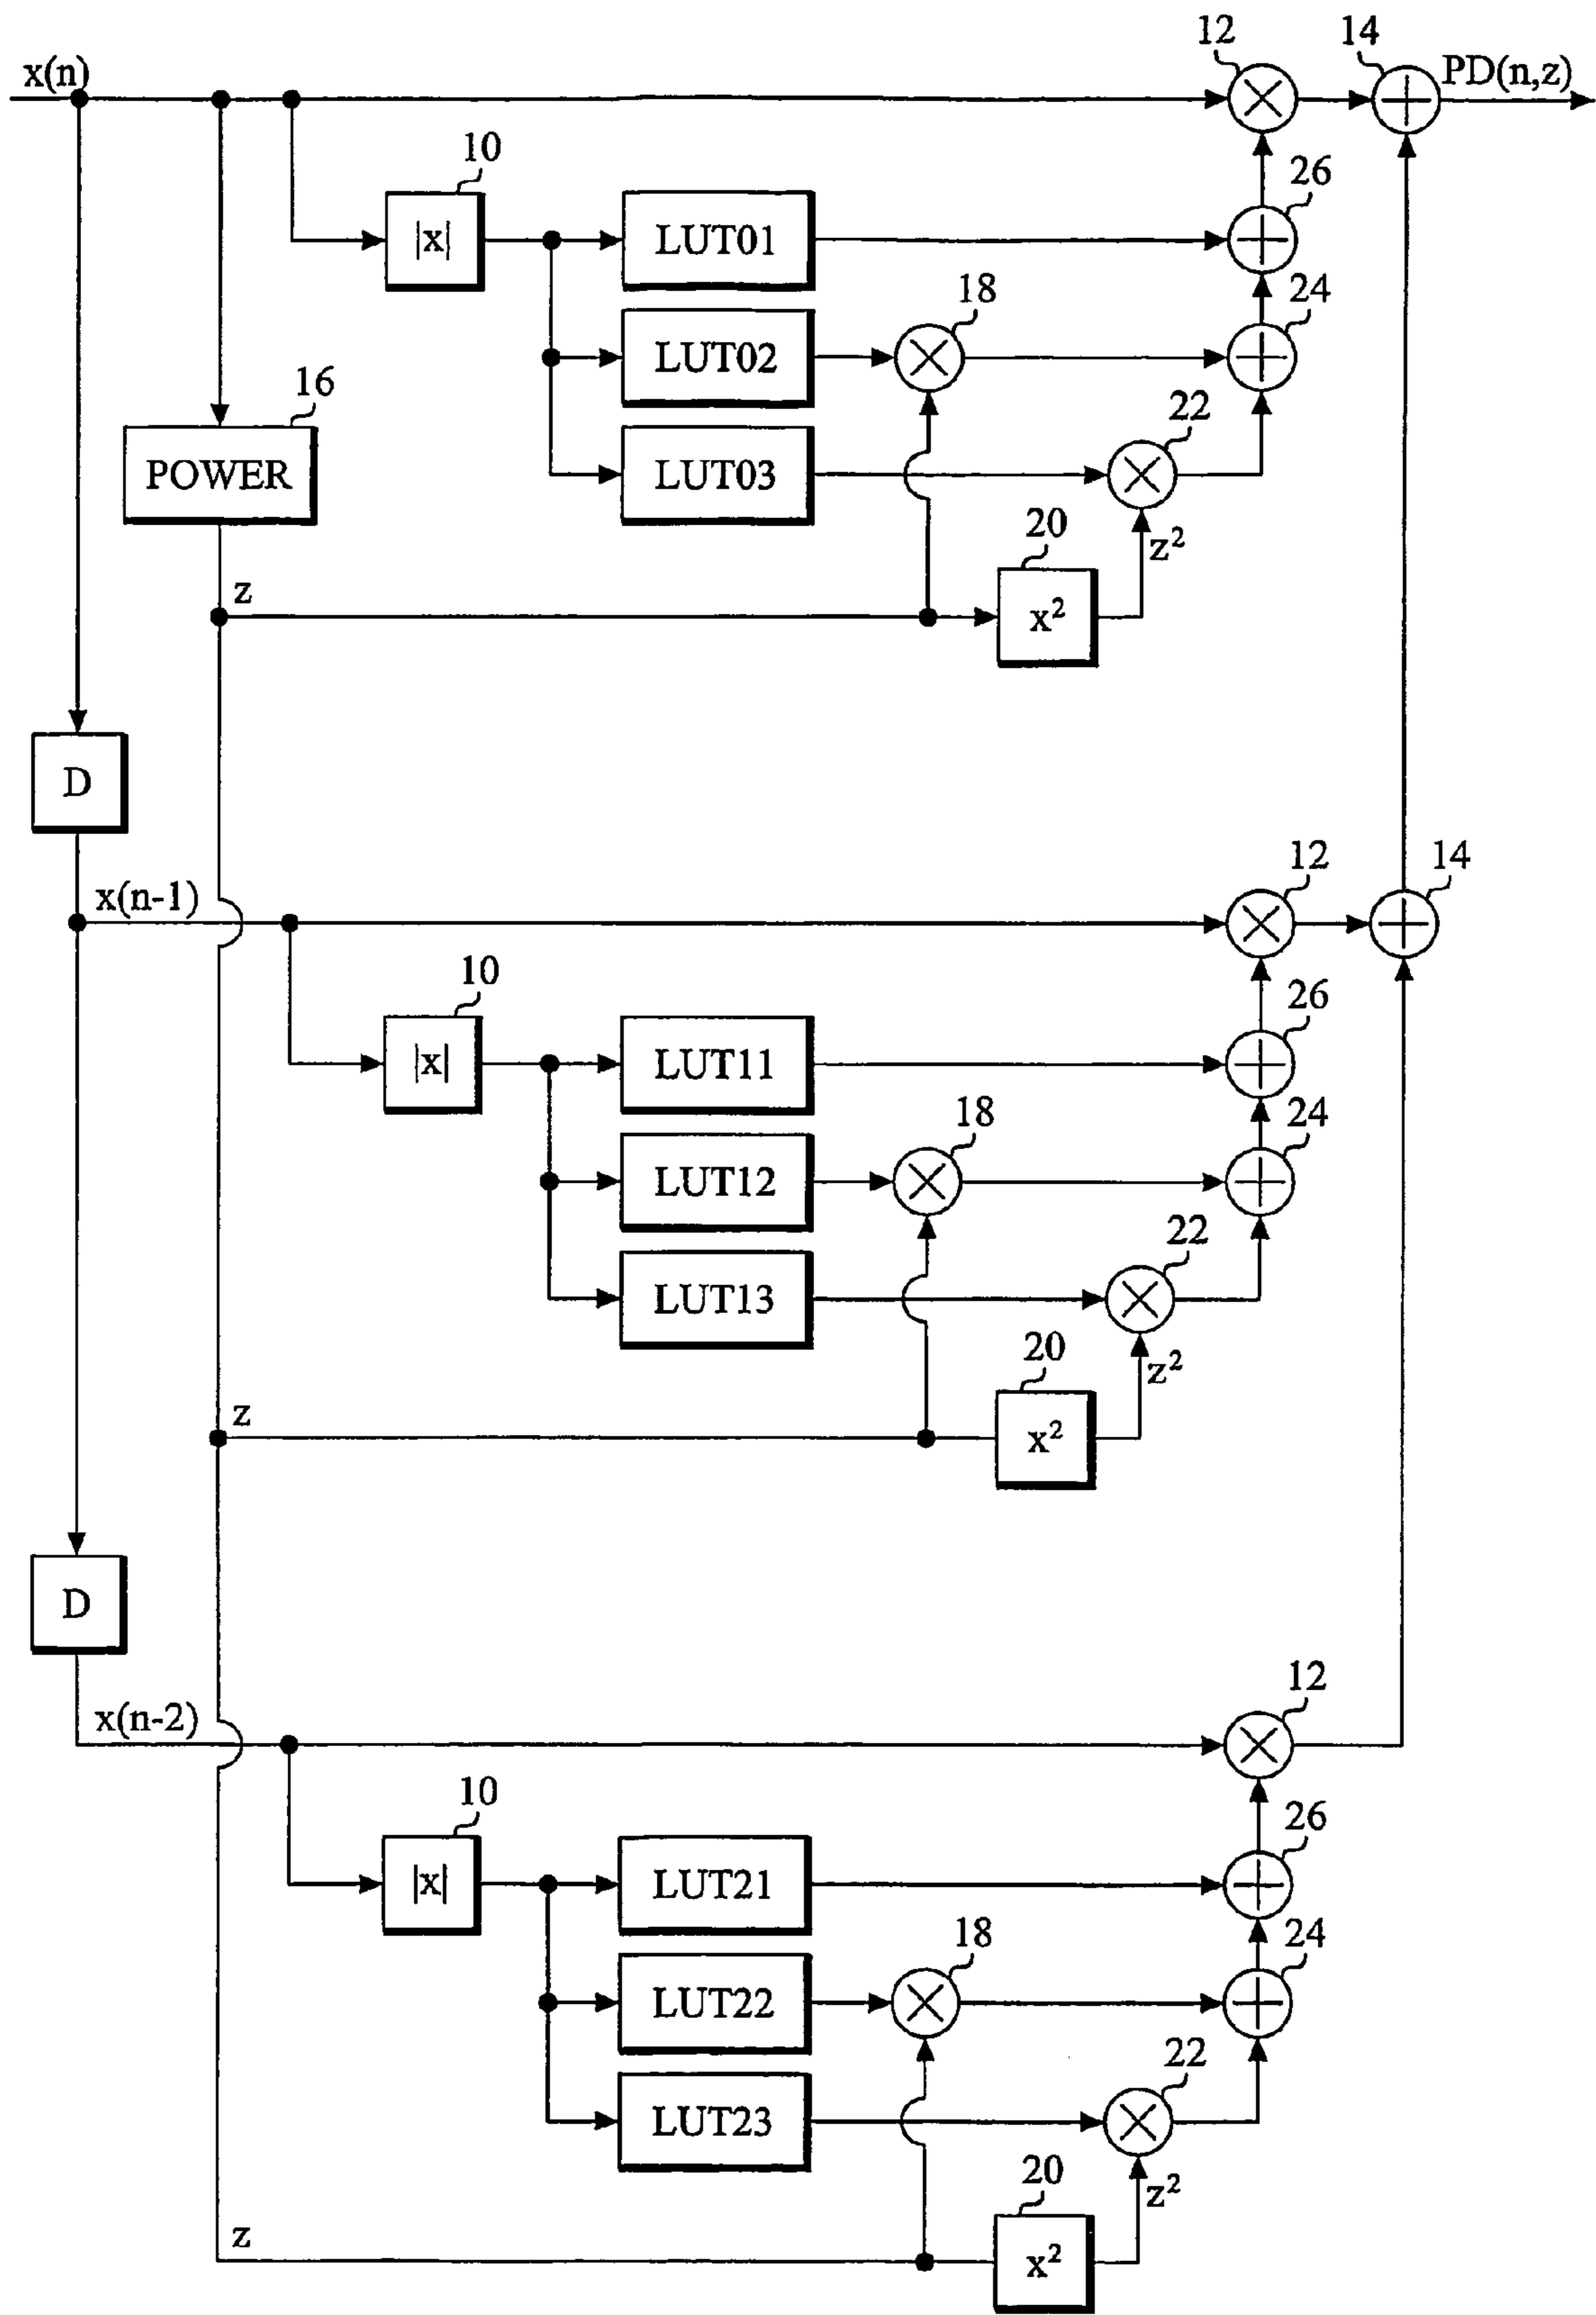 12
14
x(n)
PD(n,z)
10
26
|x|
LUT01
18
24
LUT02
16
22
POWER
LUT03
20
z²
z
x²
D
12
14
x(n-1)
10
26
|x|
LUT11
18
24
LUT12
22
LUT13
20
z²
z
x²
D
12
x(n-2)
10
26
|x|
LUT21
18
24
LUT22
22
LUT23
20
z²
z
x²